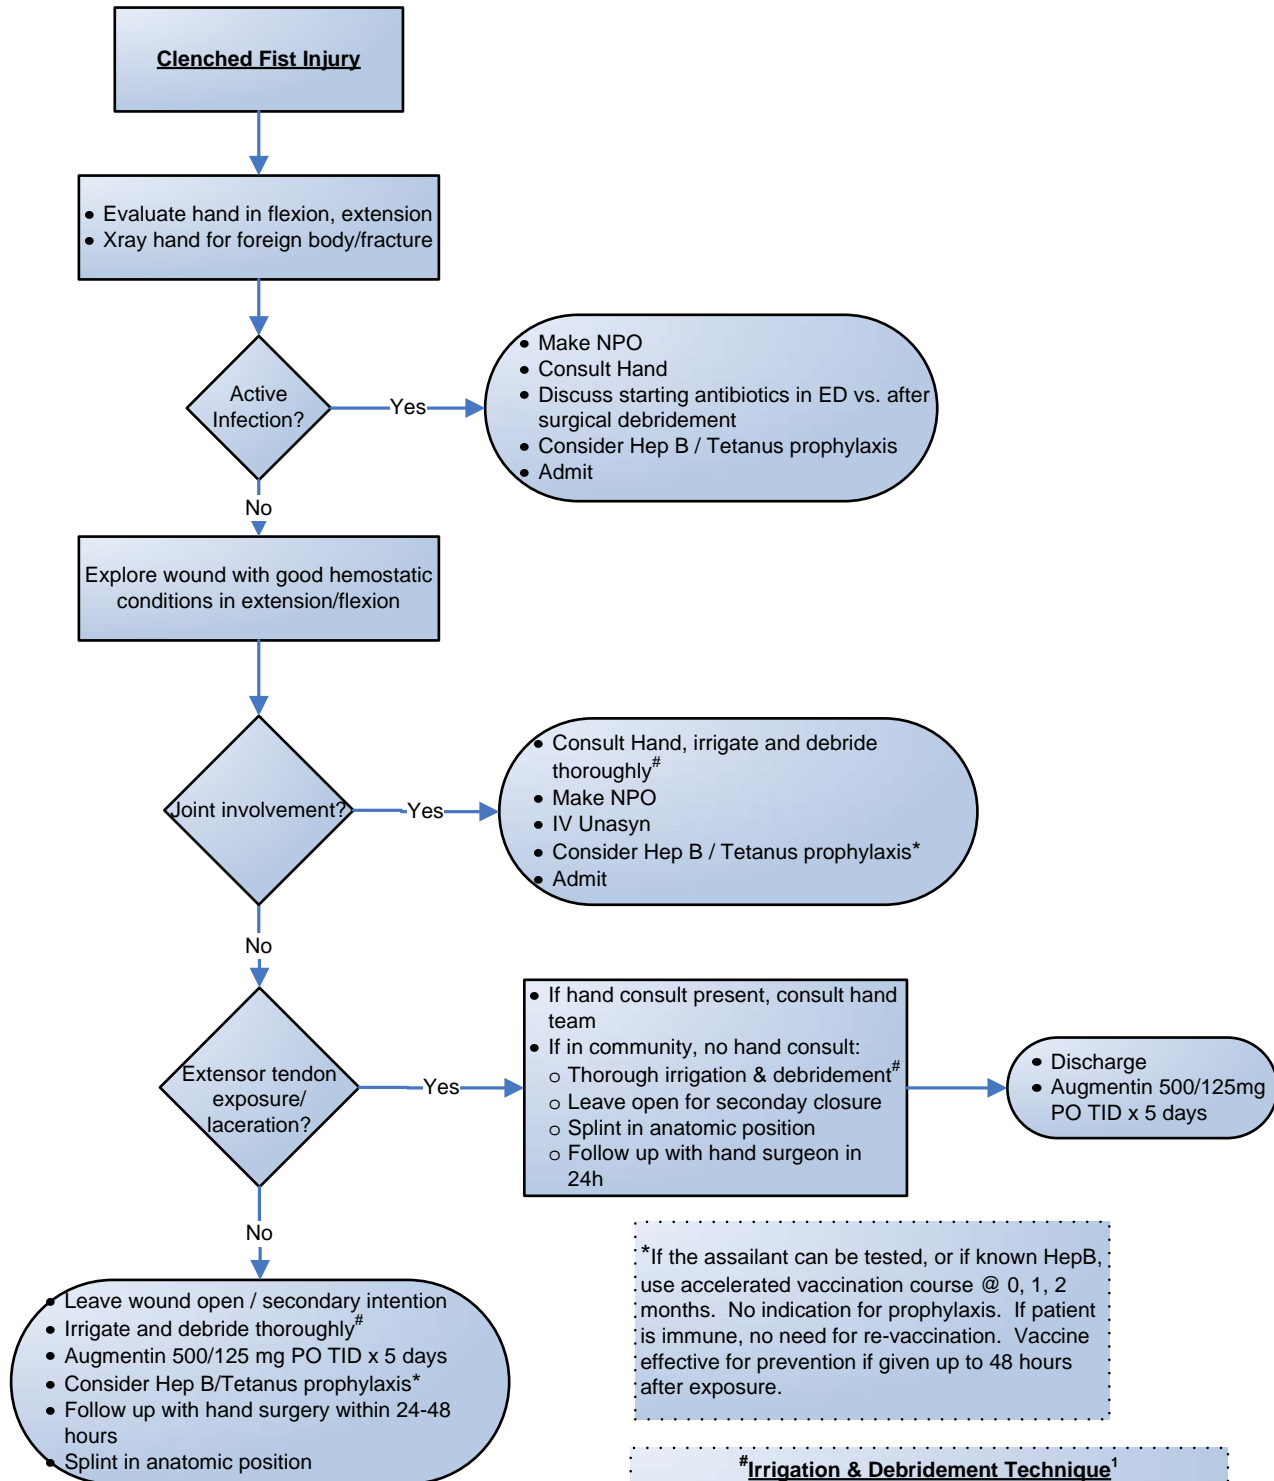 Clenched Fist Injury
• Evaluate hand in flexion, extension
• Xray hand for foreign body/fracture
Active
Infection?
Yes
• Make NPO
• Consult Hand
• Discuss starting antibiotics in ED vs. after
surgical debridement
• Consider Hep B / Tetanus prophylaxis
• Admit
No
Explore wound with good hemostatic
conditions in extension/flexion
Joint involvement?
Yes
• Consult Hand, irrigate and debride
thoroughly#
• Make NPO
• IV Unasyn
• Consider Hep B / Tetanus prophylaxis*
• Admit
No
Extensor tendon
exposure/
laceration?
Yes
• If hand consult present, consult hand
team
• If in community, no hand consult:
o Thorough irrigation & debridement#
o Leave open for seconday closure
o Splint in anatomic position
o Follow up with hand surgeon in
24h
• Discharge
• Augmentin 500/125mg
PO TID x 5 days
No
• Leave wound open / secondary intention
• Irrigate and debride thoroughly#
• Augmentin 500/125 mg PO TID x 5 days
• Consider Hep B/Tetanus prophylaxis*
• Follow up with hand surgery within 24-48
hours
• Splint in anatomic position
*If the assailant can be tested, or if known HepB,
use accelerated vaccination course @ 0, 1, 2
months. No indication for prophylaxis. If patient
is immune, no need for re-vaccination. Vaccine
effective for prevention if given up to 48 hours
after exposure.
#Irrigation & Debridement Technique1